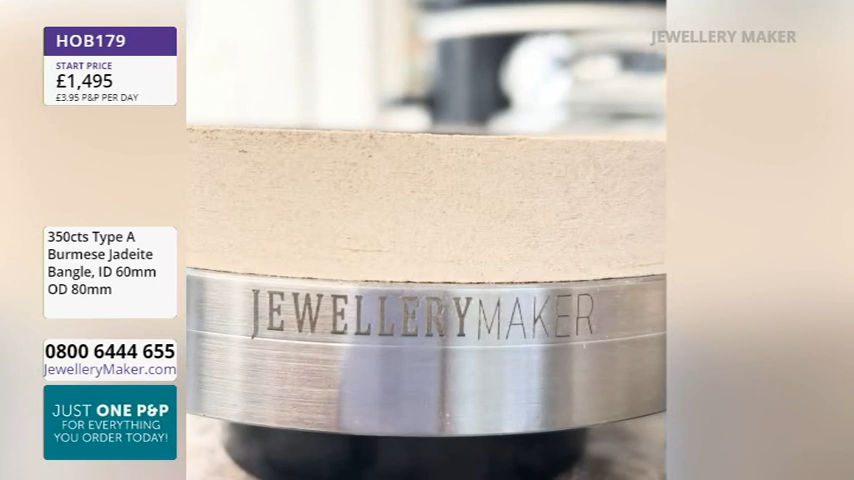 HOB179
START PRICE
£1,495
£3.95 P&P PER DAY
JEWELLERY MAKER
350cts Type A
Burmese Jadeite
Bangle, ID 60mm
OD 80mm
0800 6444 655
JewelleryMaker.com
JUST ONE P&P
FOR EVERYTHING
YOU ORDER TODAY!
JEWELLERYMAKER